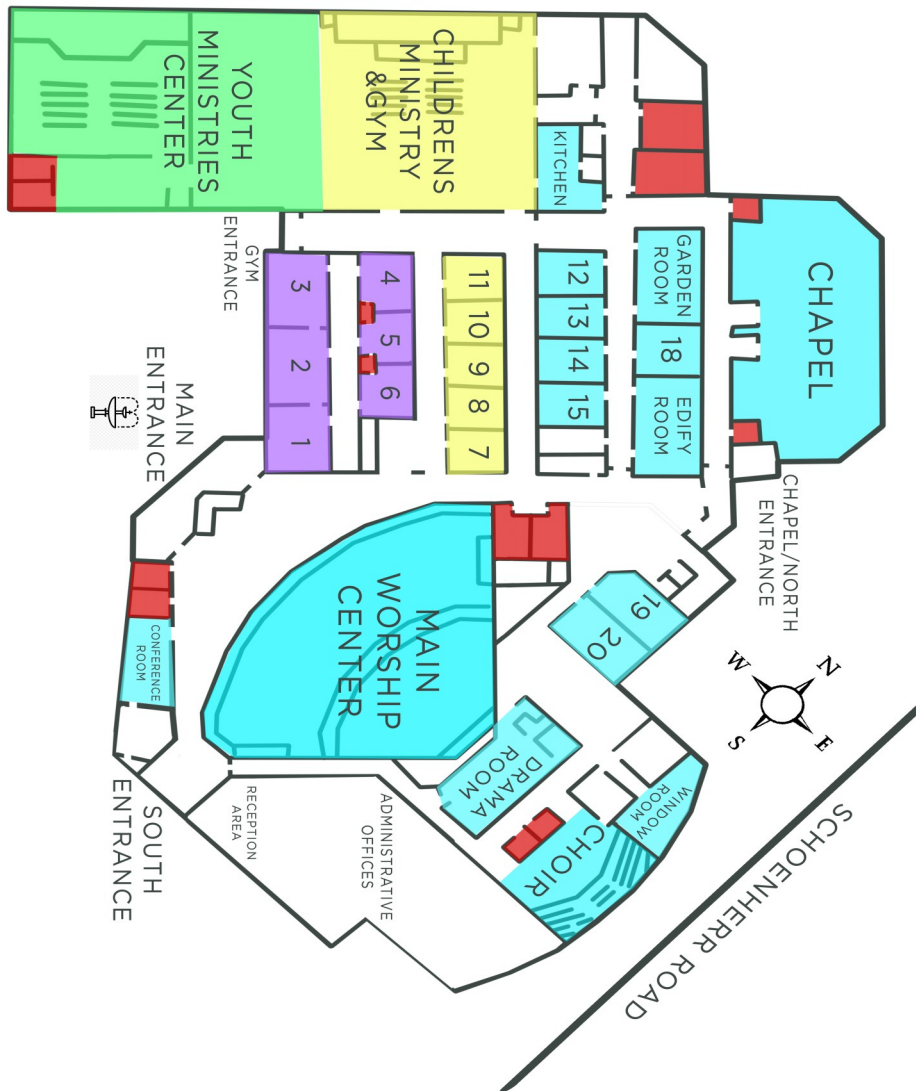 YOUTH
MINISTRIES
CENTER
CHILDRENS
MINISTRY
&GYM
KITCHEN
GYM
ENTRANCE
3
2
1
4
5
6
11
10
9
8
7
12
13
14
15
GARDEN
ROOM
18
EDIFY
ROOM
CHAPEL
MAIN
ENTRANCE
CHAPEL/NORTH
ENTRANCE
MAIN
WORSHIP
CENTER
19
20
CONFERENCE
ROOM
DRAMA
ROOM
WINDOW
ROOM
CHOIR
SOUTH
ENTRANCE
RECEPTION
AREA
ADMINISTRATIVE
OFFICES
SCHOENHERR ROAD
N
E
S
W